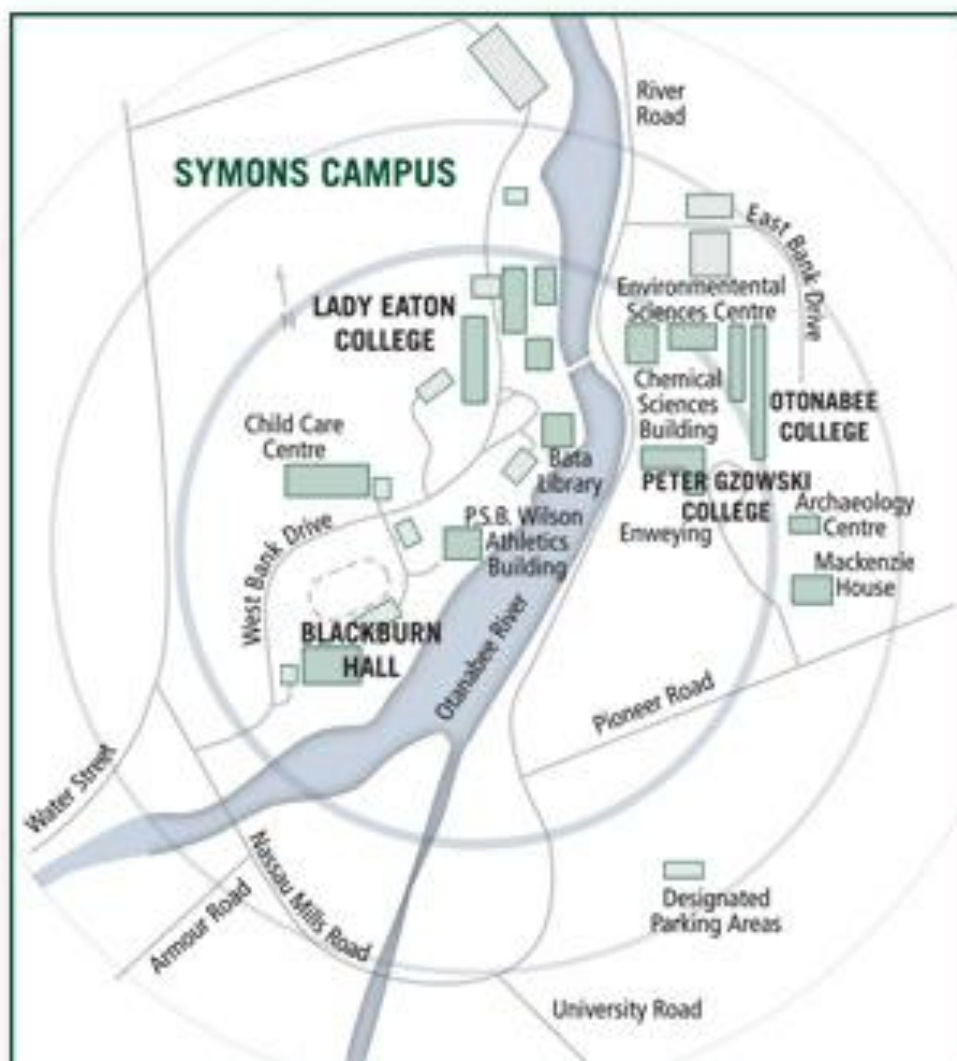 River
Road
SYMONS CAMPUS
East Bank Drive
N
LADY EATON
COLLEGE
Environmentental
Sciences Centre
Chemical
Sciences
Building
OTONABEE
COLLEGE
Child Care
Centre
Bata
Library
PETER GZOWSKI
COLLEGE
Enweying
Archaeology
Centre
P.S.B. Wilson
Athletics
Building
Mackenzie
House
West Bank Drive
BLACKBURN
HALL
Otanabee River
Pioneer Road
Water Street
Nassau Mills Road
Armour Road
Designated
Parking Areas
University Road